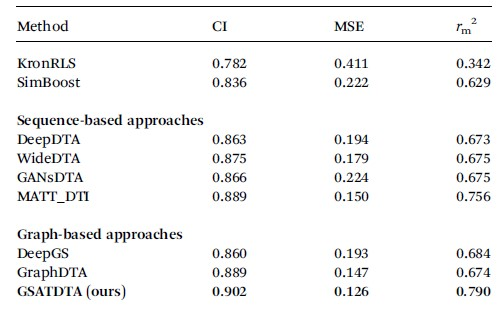 Method CI MSE rm²
KronRLS 0.782 0.411 0.342
SimBoost 0.836 0.222 0.629
Sequence-based approaches
DeepDTA 0.863 0.194 0.673
WideDTA 0.875 0.179 0.675
GANsDTA 0.866 0.224 0.675
MATT_DTI 0.889 0.150 0.756
Graph-based approaches
DeepGS 0.860 0.193 0.684
GraphDTA 0.889 0.147 0.674
GSATDTA (ours) 0.902 0.126 0.790